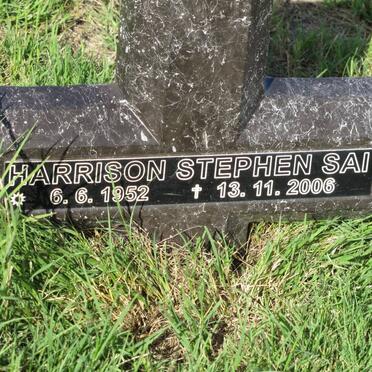 HARRISON STEPHEN SAI
6. 6. 1952 ✝ 13. 11. 2006